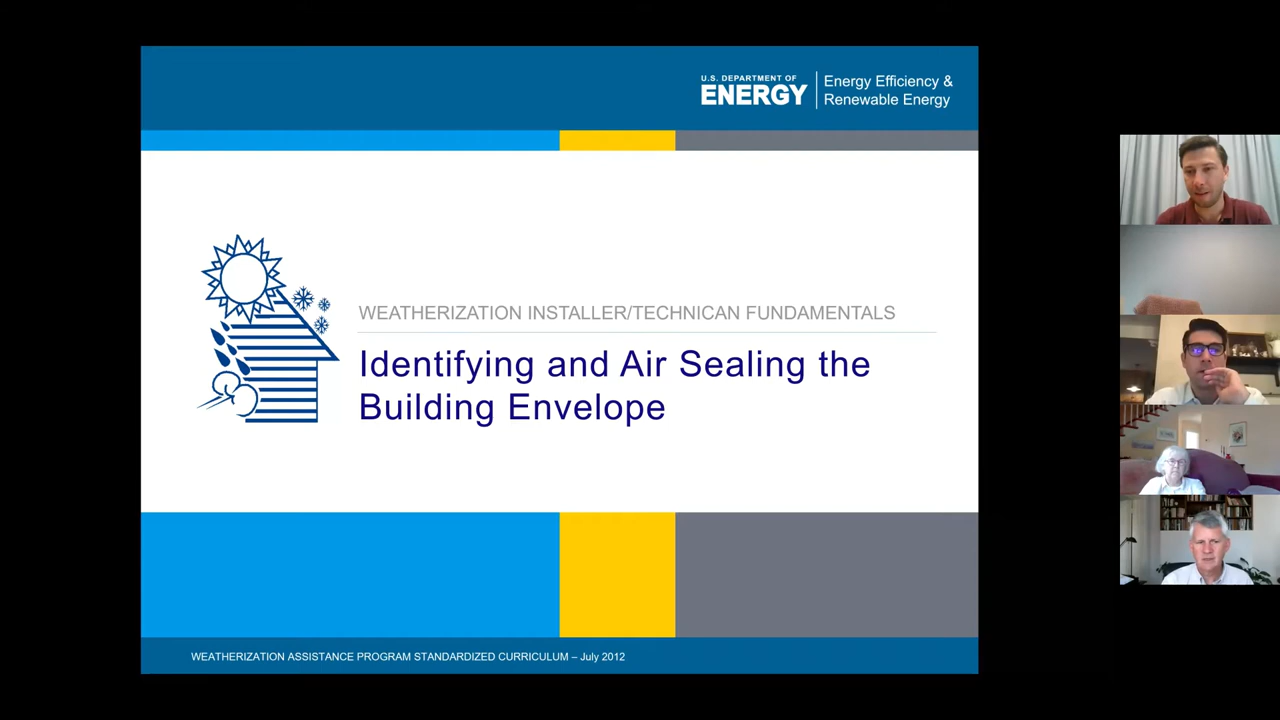 U.S. DEPARTMENT OF
ENERGY
Energy Efficiency &
Renewable Energy
WEATHERIZATION INSTALLER/TECHNICAN FUNDAMENTALS
Identifying and Air Sealing the
Building Envelope
WEATHERIZATION ASSISTANCE PROGRAM STANDARDIZED CURRICULUM – July 2012